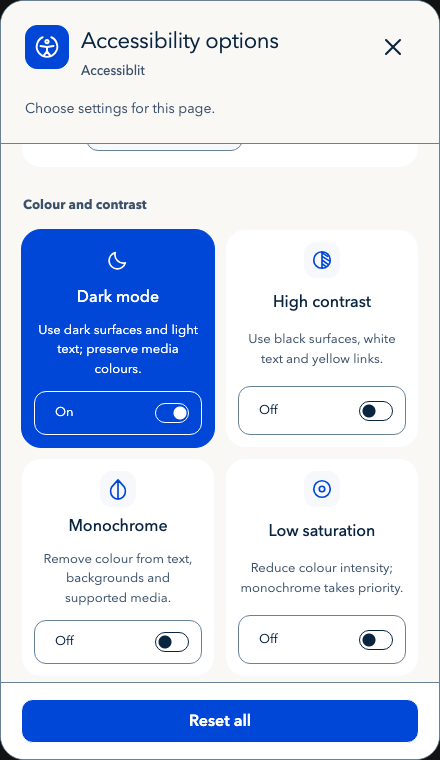 Accessibility options
Accessiblit
Choose settings for this page.
Colour and contrast
Dark mode
Use dark surfaces and light
text; preserve media
colours.
On
High contrast
Use black surfaces, white
text and yellow links.
Off
Monochrome
Remove colour from text,
backgrounds and
supported media.
Off
Low saturation
Reduce colour intensity;
monochrome takes priority.
Off
Reset all